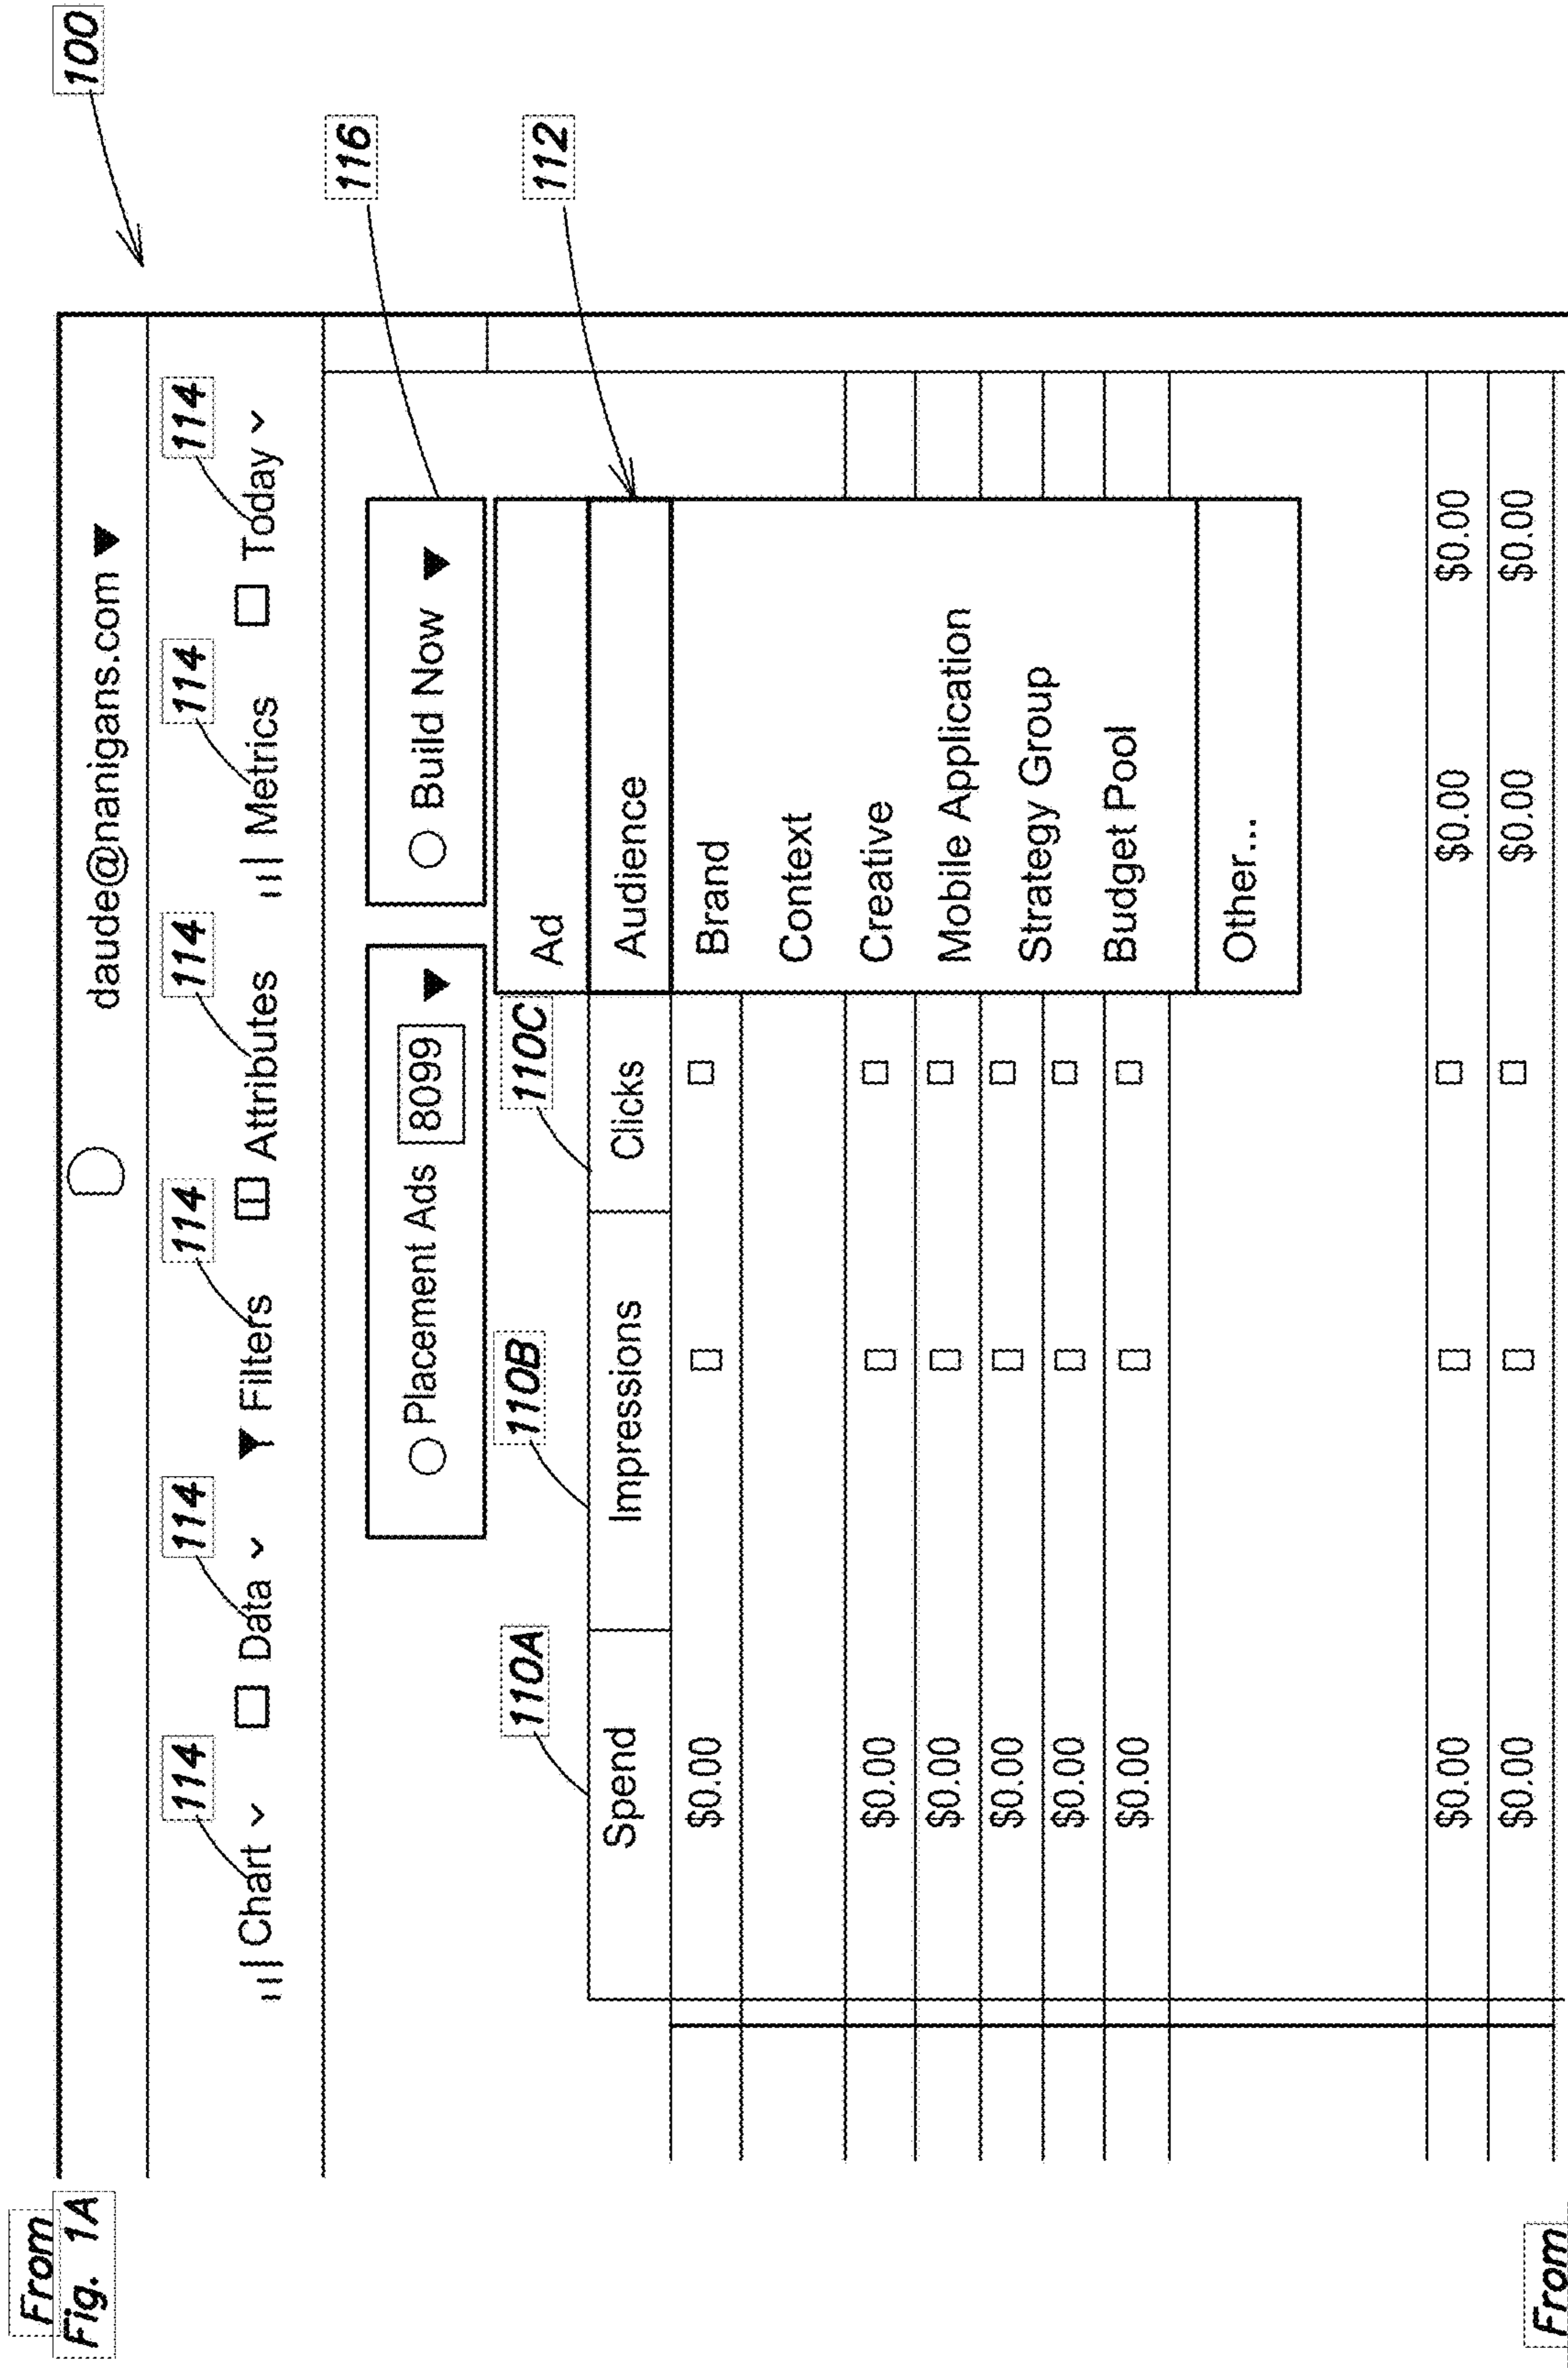 From
Fig. 1A
100
daude@nanigans.com
114 114 114 114 114 114
Chart Data Filters Attributes Metrics Today
116
Placement Ads 8099 Build Now
110A 110B 110C 112
Spend Impressions Clicks
Ad
Audience
Brand
Context
Creative
Mobile Application
Strategy Group
Budget Pool
Other...
$0.00
$0.00
$0.00
$0.00
$0.00
$0.00
$0.00 $0.00 $0.00
$0.00 $0.00 $0.00
From